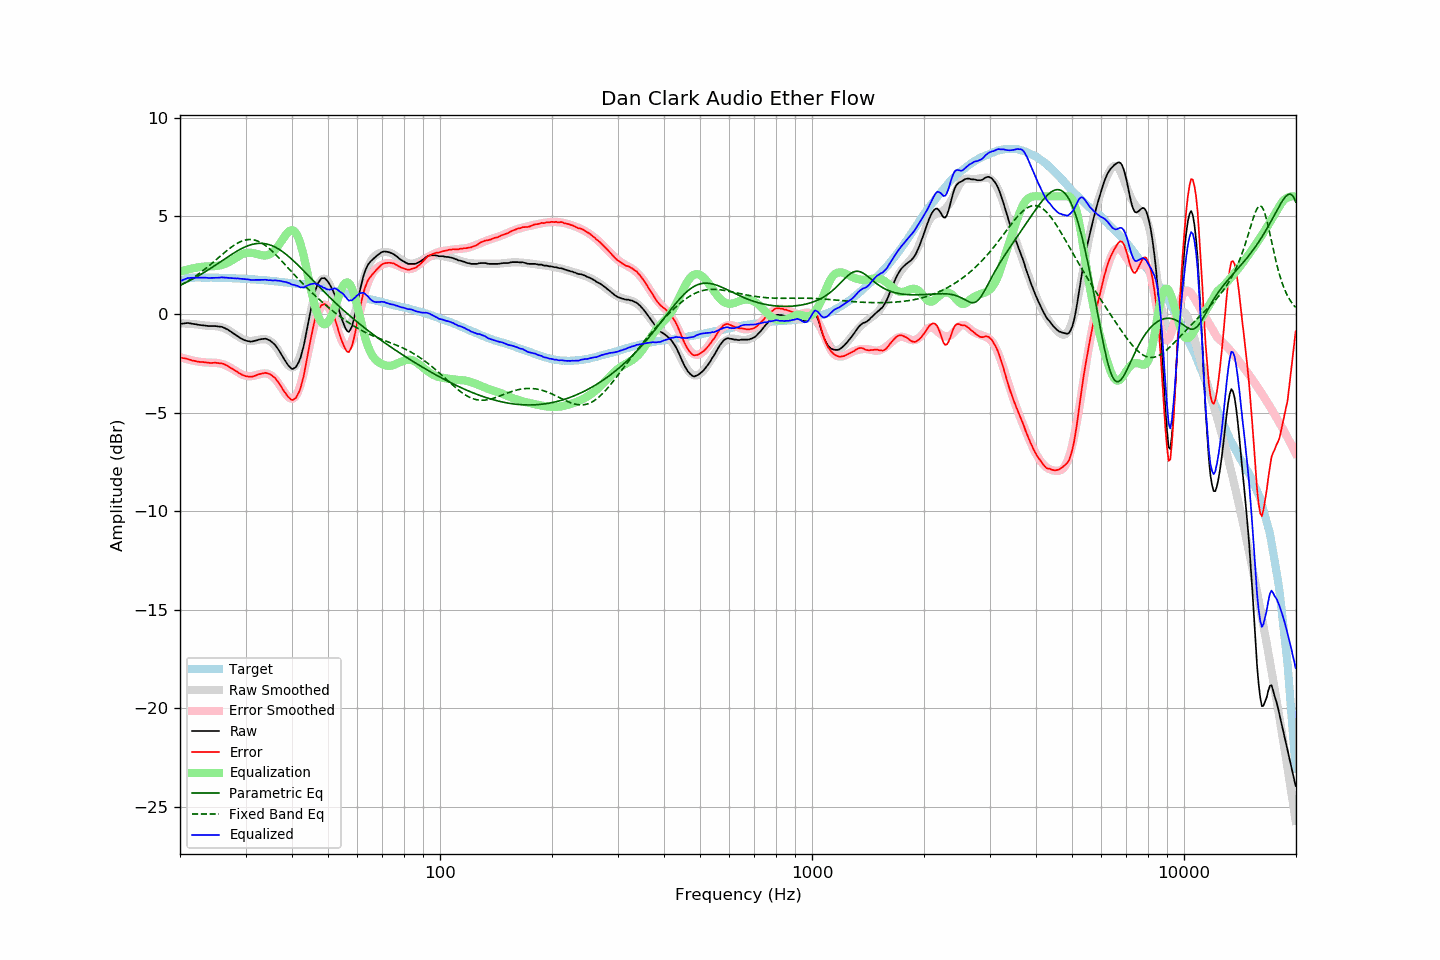 Dan Clark Audio Ether Flow
10
5
0
−5
−10
−15
−20
−25
Amplitude (dBr)
Target
Raw Smoothed
Error Smoothed
Raw
Error
Equalization
Parametric Eq
Fixed Band Eq
Equalized
100
1000
10000
Frequency (Hz)